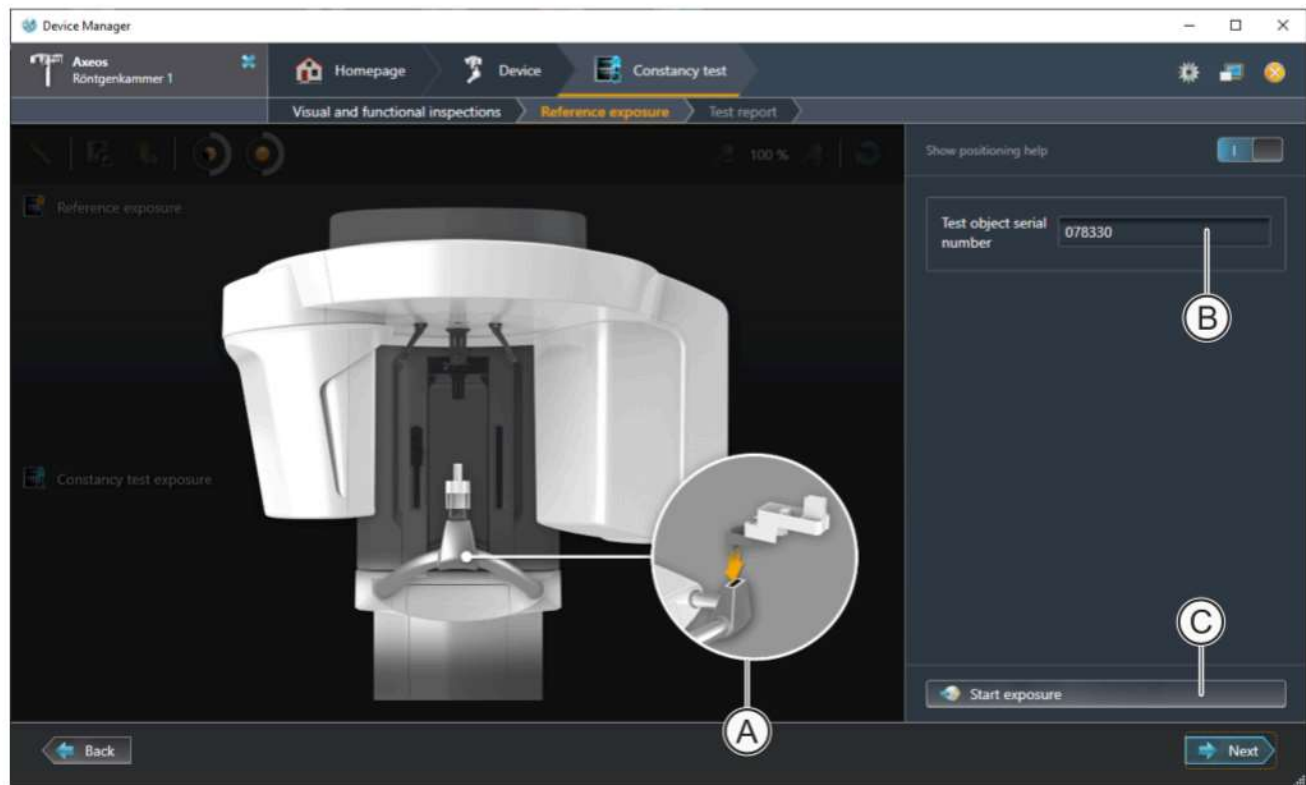 Device Manager
Axeos
Röntgenkammer 1
Homepage
Device
Constancy test
Visual and functional inspections
Reference exposure
Test report
100 %
Show positioning help
Reference exposure
Test object serial
number
078330
B
Constancy test exposure
C
Start exposure
A
Back
Next